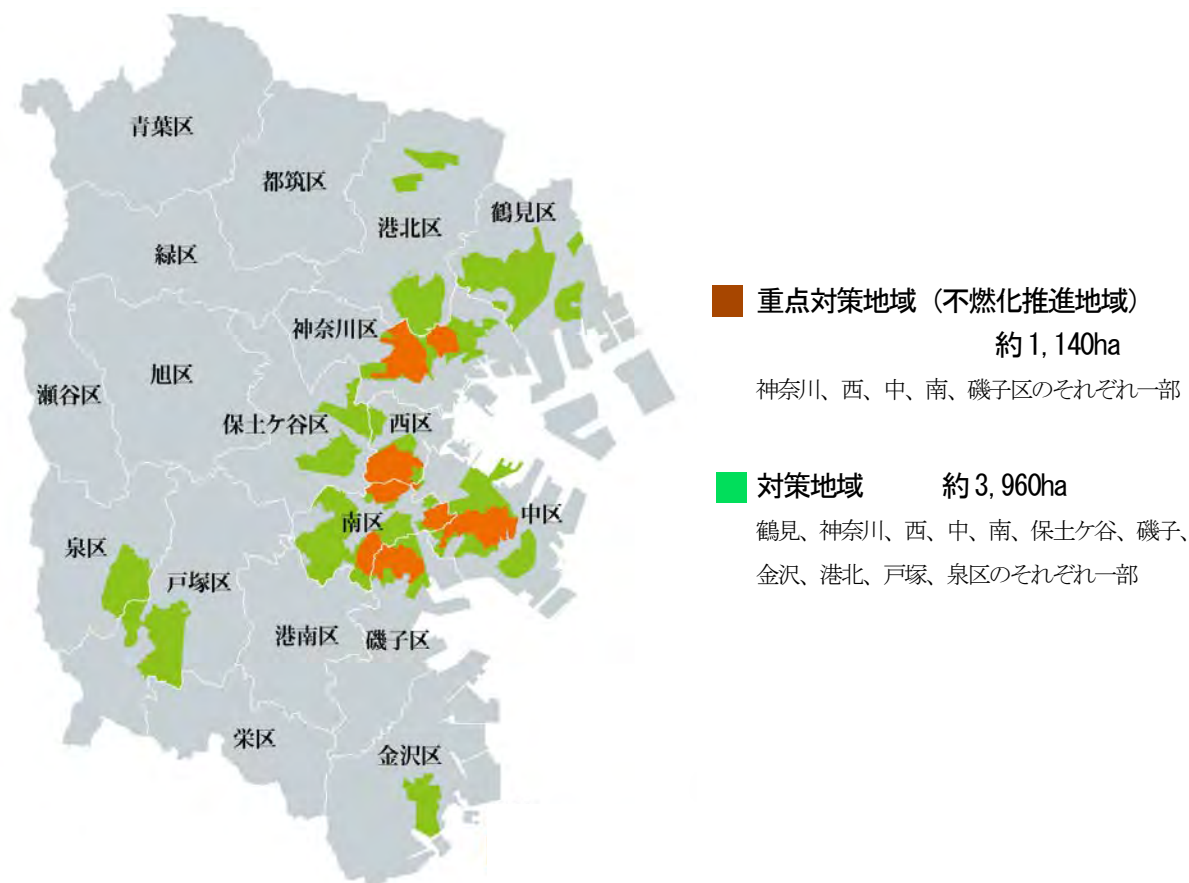 青葉区
都筑区
港北区
鶴見区
緑区
神奈川区
旭区
瀬谷区
保土ケ谷区
西区
南区
中区
泉区
戸塚区
港南区
磯子区
栄区
金沢区
重点対策地域（不燃化推進地域）
約1,140ha
神奈川、西、中、南、磯子区のそれぞれ一部
対策地域 約3,960ha
鶴見、神奈川、西、中、南、保土ケ谷、磯子、
金沢、港北、戸塚、泉区のそれぞれ一部